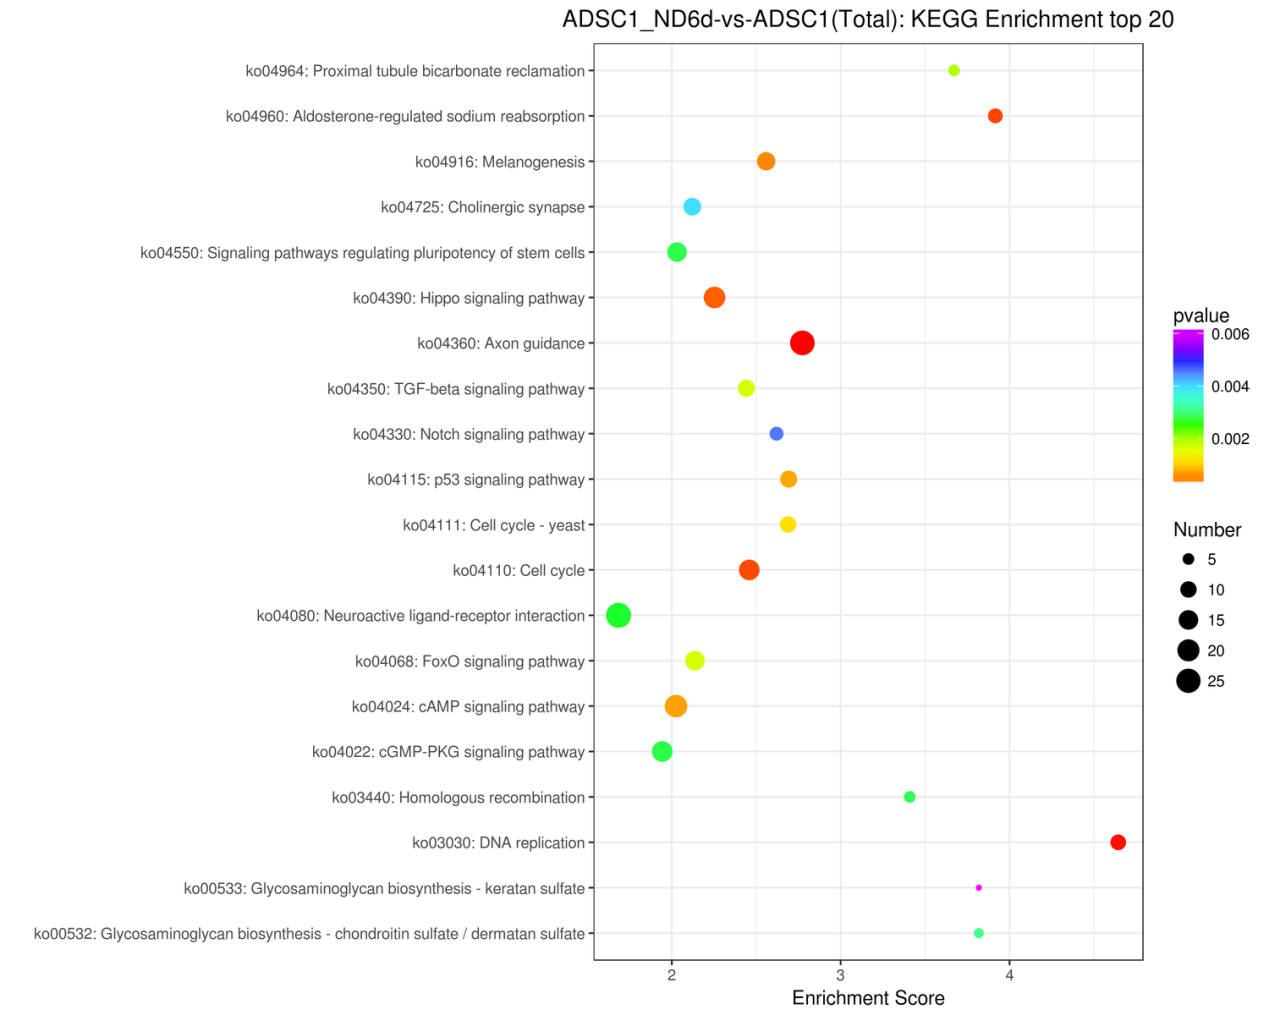 ADSC1_ND6d-vs-ADSC1(Total): KEGG Enrichment top 20
ko04964: Proximal tubule bicarbonate reclamation
ko04960: Aldosterone-regulated sodium reabsorption
ko04916: Melanogenesis
ko04725: Cholinergic synapse
ko04550: Signaling pathways regulating pluripotency of stem cells
ko04390: Hippo signaling pathway
ko04360: Axon guidance
ko04350: TGF-beta signaling pathway
ko04330: Notch signaling pathway
ko04115: p53 signaling pathway
ko04111: Cell cycle - yeast
ko04110: Cell cycle
ko04080: Neuroactive ligand-receptor interaction
ko04068: FoxO signaling pathway
ko04024: cAMP signaling pathway
ko04022: cGMP-PKG signaling pathway
ko03440: Homologous recombination
ko03030: DNA replication
ko00533: Glycosaminoglycan biosynthesis - keratan sulfate
ko00532: Glycosaminoglycan biosynthesis - chondroitin sulfate / dermatan sulfate
2 3 4
Enrichment Score
pvalue
0.006
0.004
0.002
Number
5
10
15
20
25